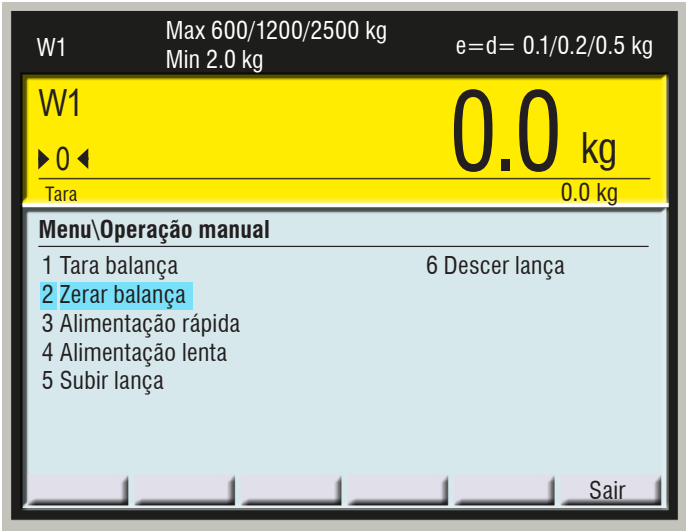 W1
Max 600/1200/2500 kg
Min 2.0 kg
e=d= 0.1/0.2/0.5 kg
W1
0.0 kg
0
Tara
0.0 kg
Menu\Operação manual
1 Tara balança
2 Zerar balança
3 Alimentação rápida
4 Alimentação lenta
5 Subir lança
6 Descer lança
Sair